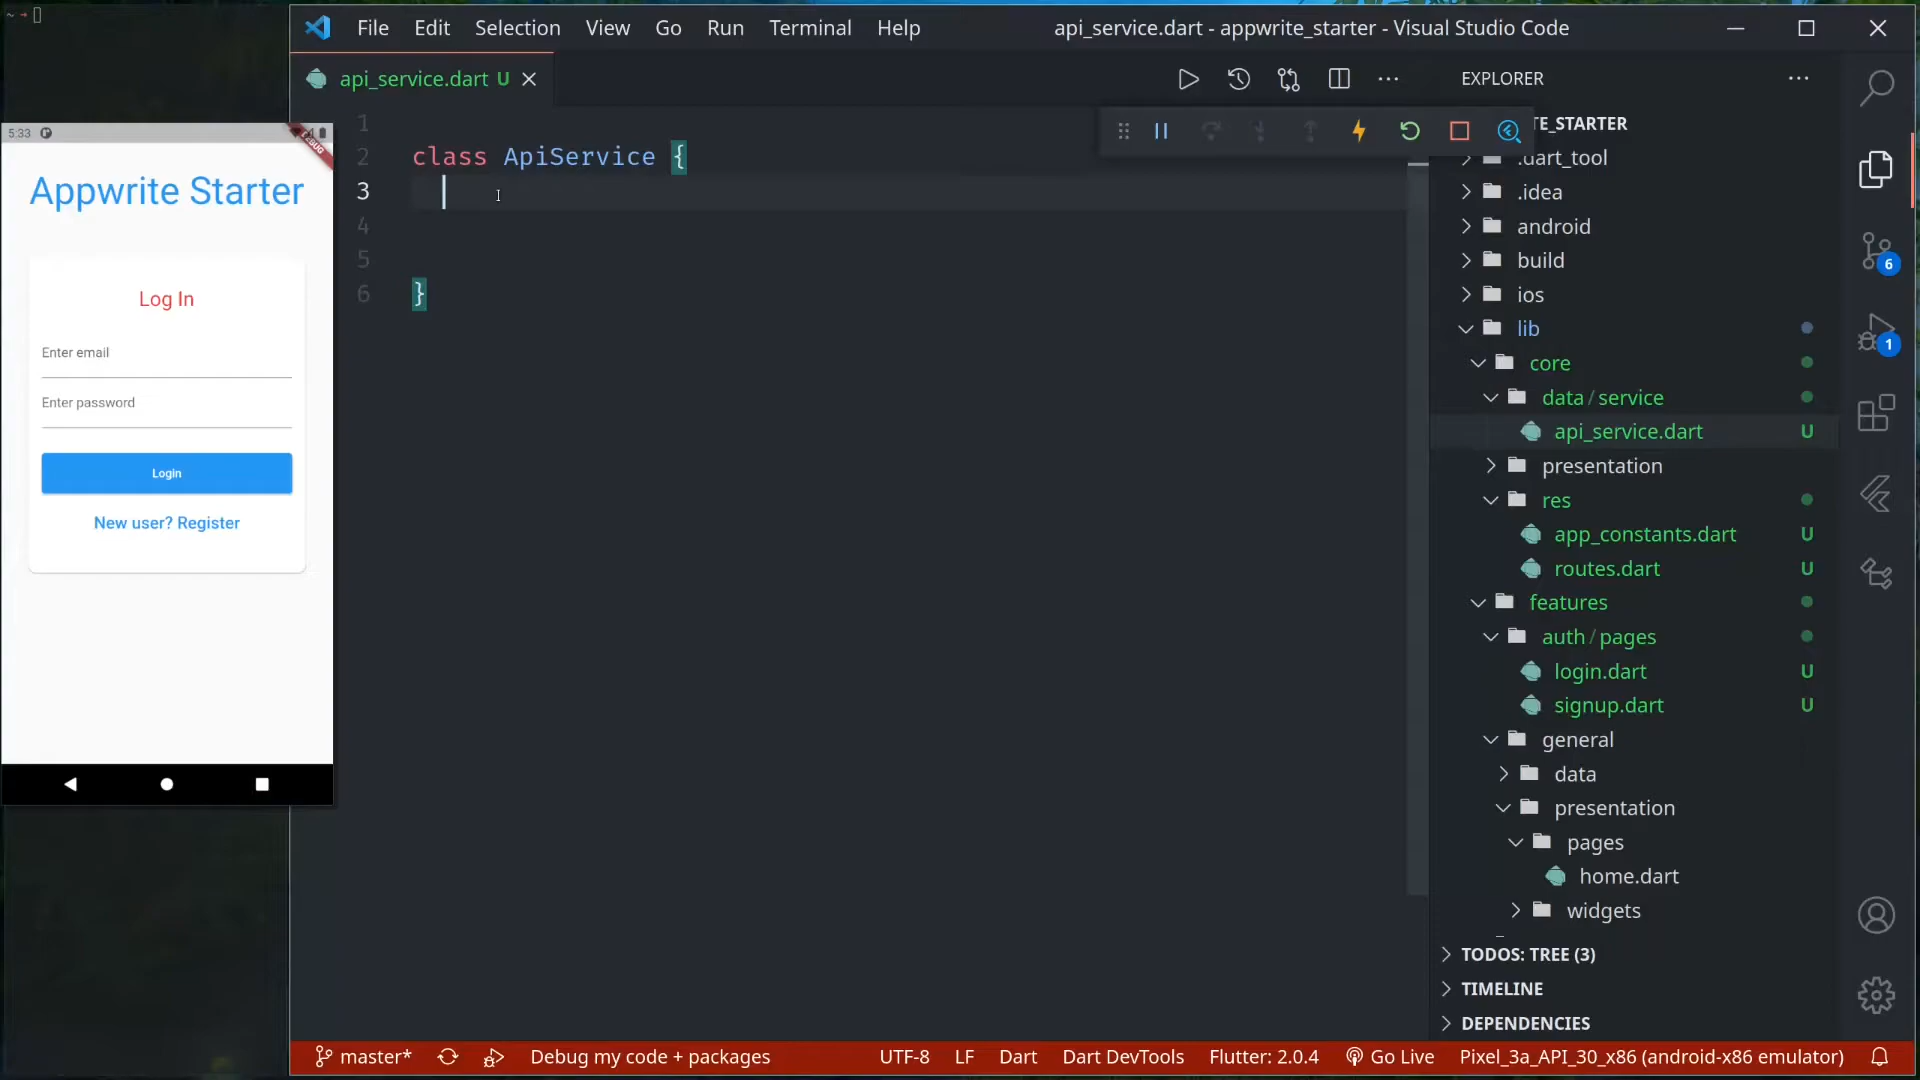 File Edit Selection View Go Run Terminal Help api_service.dart - appwrite_starter - Visual Studio Code
api_service.dart U
1
2 class ApiService {
3
4
5
6 }
5:33
DEBUG
Appwrite Starter
Log In
Enter email
Enter password
Login
New user? Register
EXPLORER
TE_STARTER
.dart_tool
.idea
android
build
ios
lib
core
data / service
api_service.dart U
presentation
res
app_constants.dart U
routes.dart U
features
auth / pages
login.dart U
signup.dart U
general
data
presentation
pages
home.dart
widgets
TODOS: TREE (3)
TIMELINE
DEPENDENCIES
6
1
master* Debug my code + packages UTF-8 LF Dart Dart DevTools Flutter: 2.0.4 Go Live Pixel_3a_API_30_x86 (android-x86 emulator)